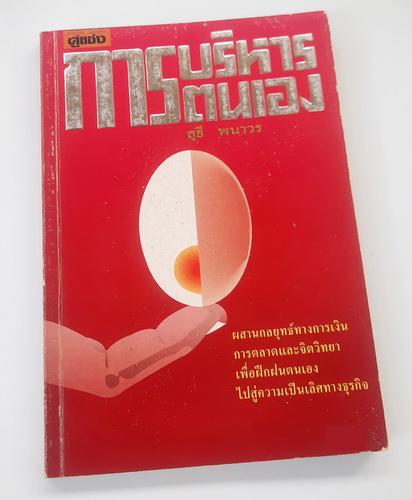 คู่แข่ง
การบริหาร
ตนเอง
สุธี พนาวร
ผสานกลยุทธ์ทางการเงิน
การตลาดและจิตวิทยา
เพื่อฝึกฝนตนเอง
ไปสู่ความเป็นเลิศทางธุรกิจ